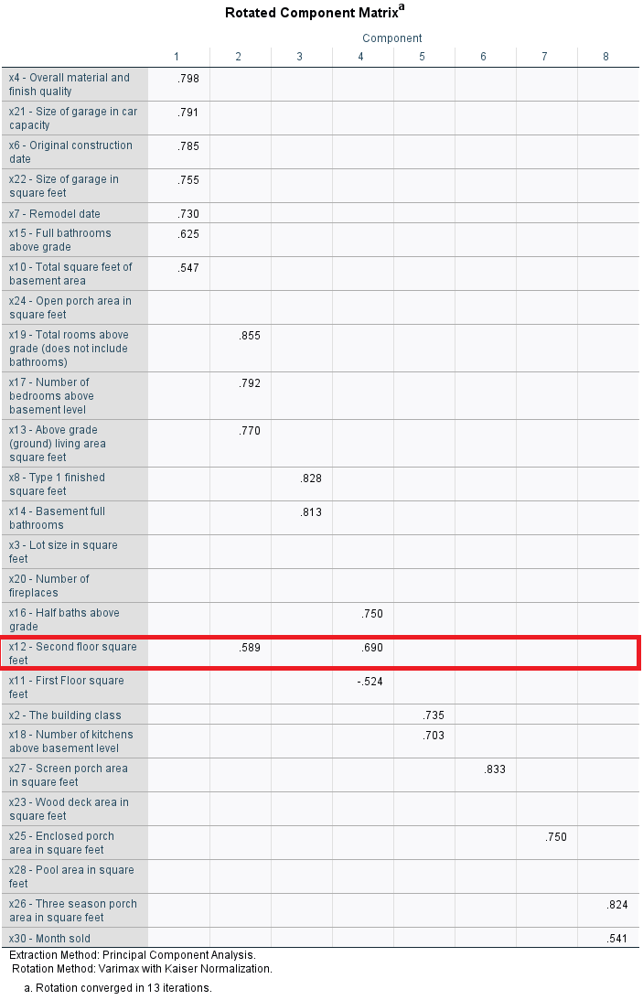 Rotated Component Matrixa
Component
1 2 3 4 5 6 7 8
x4 - Overall material and
finish quality .798
x21 - Size of garage in car
capacity .791
x6 - Original construction
date .785
x22 - Size of garage in
square feet .755
x7 - Remodel date .730
x15 - Full bathrooms
above grade .625
x10 - Total square feet of
basement area .547
x24 - Open porch area in
square feet
x19 - Total rooms above
grade (does not include
bathrooms) .855
x17 - Number of
bedrooms above
basement level .792
x13 - Above grade
(ground) living area
square feet .770
x8 - Type 1 finished
square feet .828
x14 - Basement full
bathrooms .813
x3 - Lot size in square
feet
x20 - Number of
fireplaces
x16 - Half baths above
grade .750
x12 - Second floor square
feet .589 .690
x11 - First Floor square
feet -.524
x2 - The building class .735
x18 - Number of kitchens
above basement level .703
x27 - Screen porch area
in square feet .833
x23 - Wood deck area in
square feet
x25 - Enclosed porch
area in square feet .750
x28 - Pool area in square
feet
x26 - Three season porch
area in square feet .824
x30 - Month sold .541
Extraction Method: Principal Component Analysis.
Rotation Method: Varimax with Kaiser Normalization.
a. Rotation converged in 13 iterations.